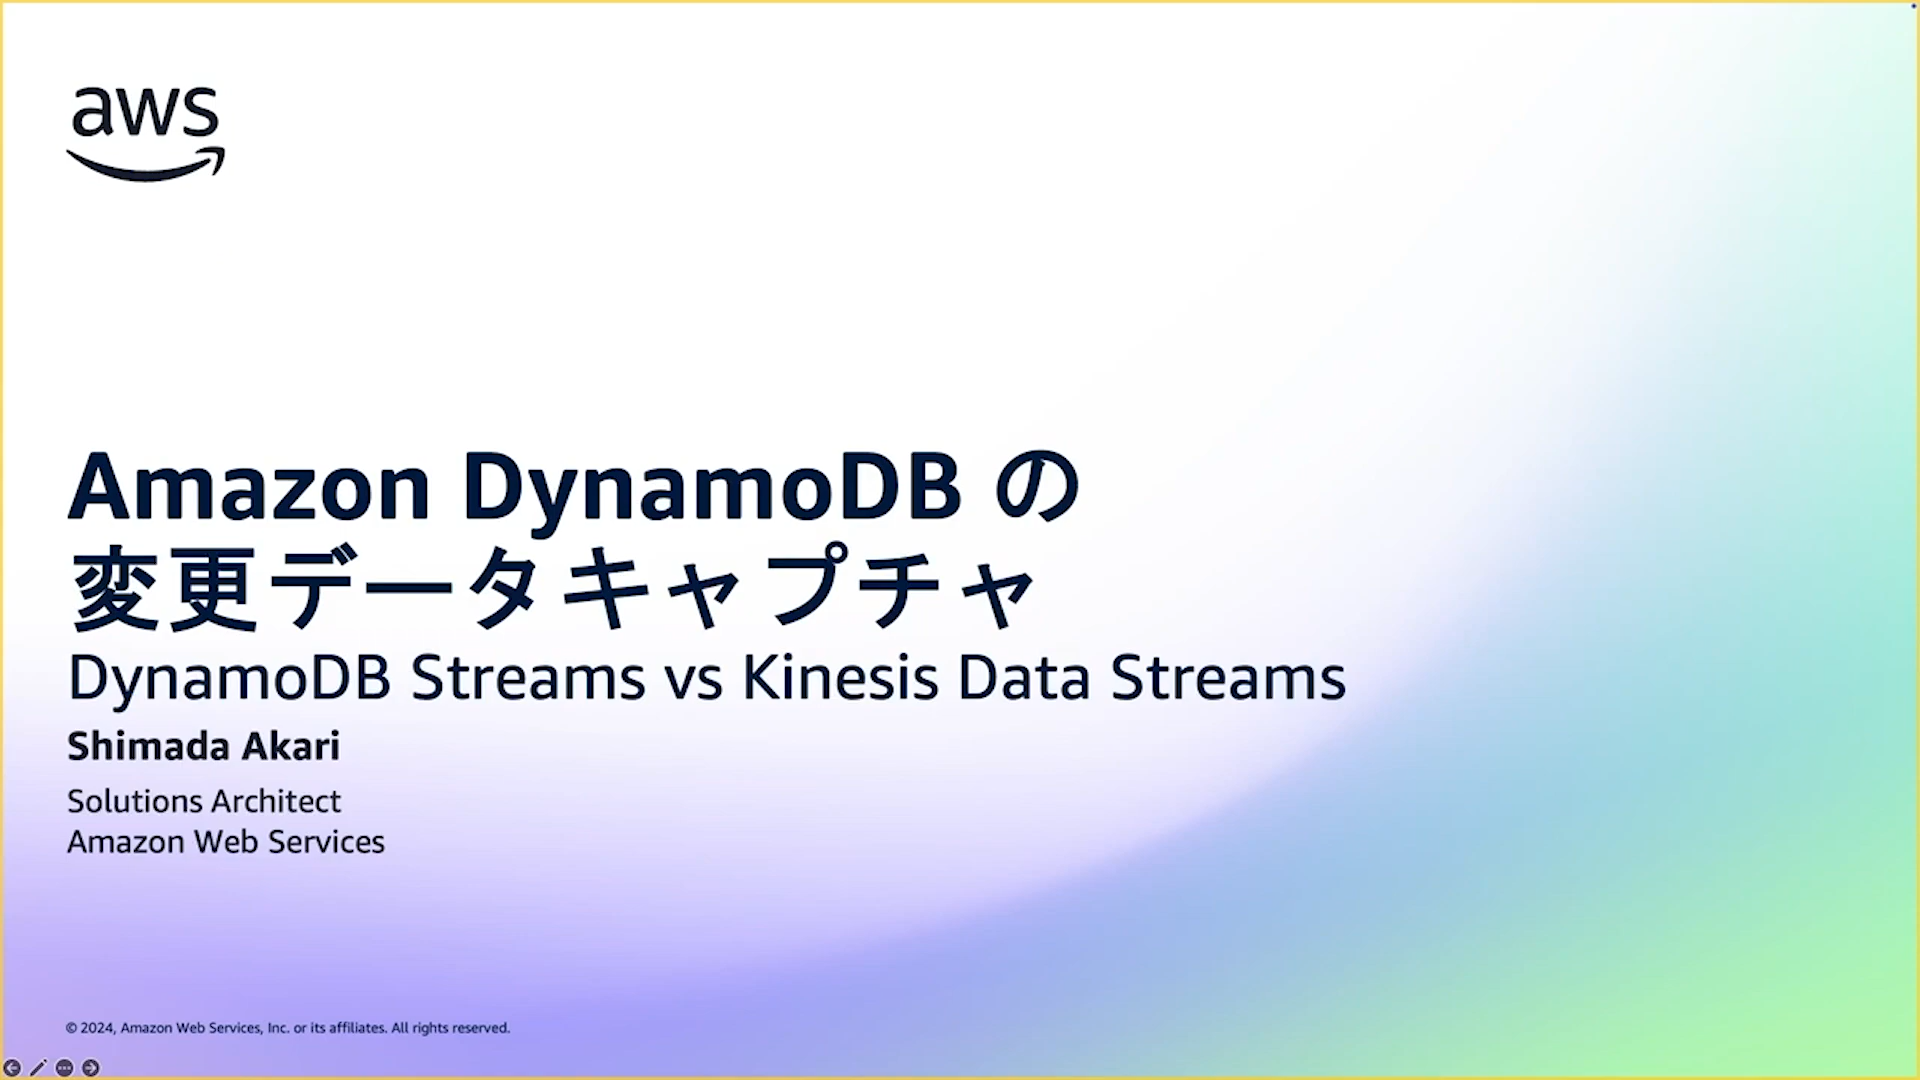 aws
Amazon DynamoDB の
変更データキャプチャ
DynamoDB Streams vs Kinesis Data Streams
Shimada Akari
Solutions Architect
Amazon Web Services
© 2024, Amazon Web Services, Inc. or its affiliates. All rights reserved.